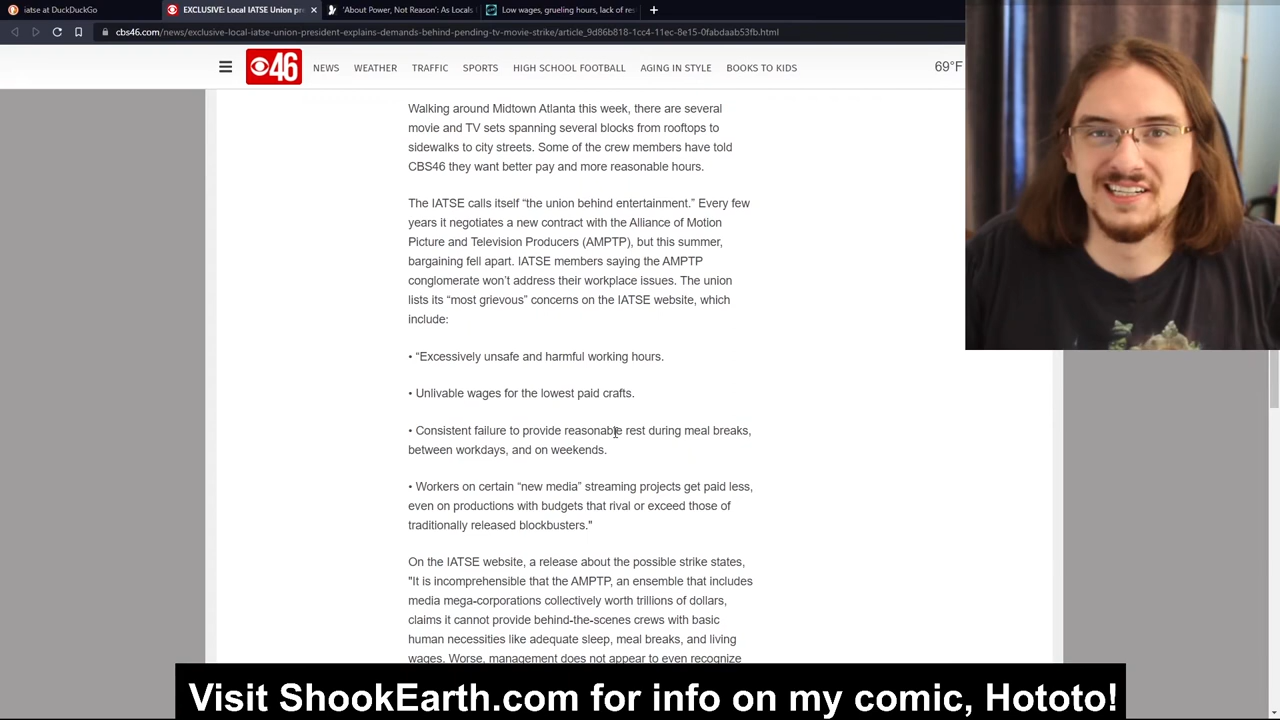 iatse at DuckDuckGo
EXCLUSIVE: Local IATSE Union pre
'About Power, Not Reason': As Locals
Low wages, grueling hours, lack of res
cbs46.com/news/exclusive-local-iatse-union-president-explains-demands-behind-pending-tv-movie-strike/article_9d86b818-1cc4-11ec-8e15-0fabdaab53fb.html
46 NEWS WEATHER TRAFFIC SPORTS HIGH SCHOOL FOOTBALL AGING IN STYLE BOOKS TO KIDS 69°F
Walking around Midtown Atlanta this week, there are several
movie and TV sets spanning several blocks from rooftops to
sidewalks to city streets. Some of the crew members have told
CBS46 they want better pay and more reasonable hours.
The IATSE calls itself “the union behind entertainment.” Every few
years it negotiates a new contract with the Alliance of Motion
Picture and Television Producers (AMPTP), but this summer,
bargaining fell apart. IATSE members saying the AMPTP
conglomerate won’t address their workplace issues. The union
lists its “most grievous” concerns on the IATSE website, which
include:
• “Excessively unsafe and harmful working hours.
• Unlivable wages for the lowest paid crafts.
• Consistent failure to provide reasonable rest during meal breaks,
between workdays, and on weekends.
• Workers on certain “new media” streaming projects get paid less,
even on productions with budgets that rival or exceed those of
traditionally released blockbusters."
On the IATSE website, a release about the possible strike states,
"It is incomprehensible that the AMPTP, an ensemble that includes
media mega-corporations collectively worth trillions of dollars,
claims it cannot provide behind-the-scenes crews with basic
human necessities like adequate sleep, meal breaks, and living
wages. Worse, management does not appear to even recognize
Visit ShookEarth.com for info on my comic, Hototo!